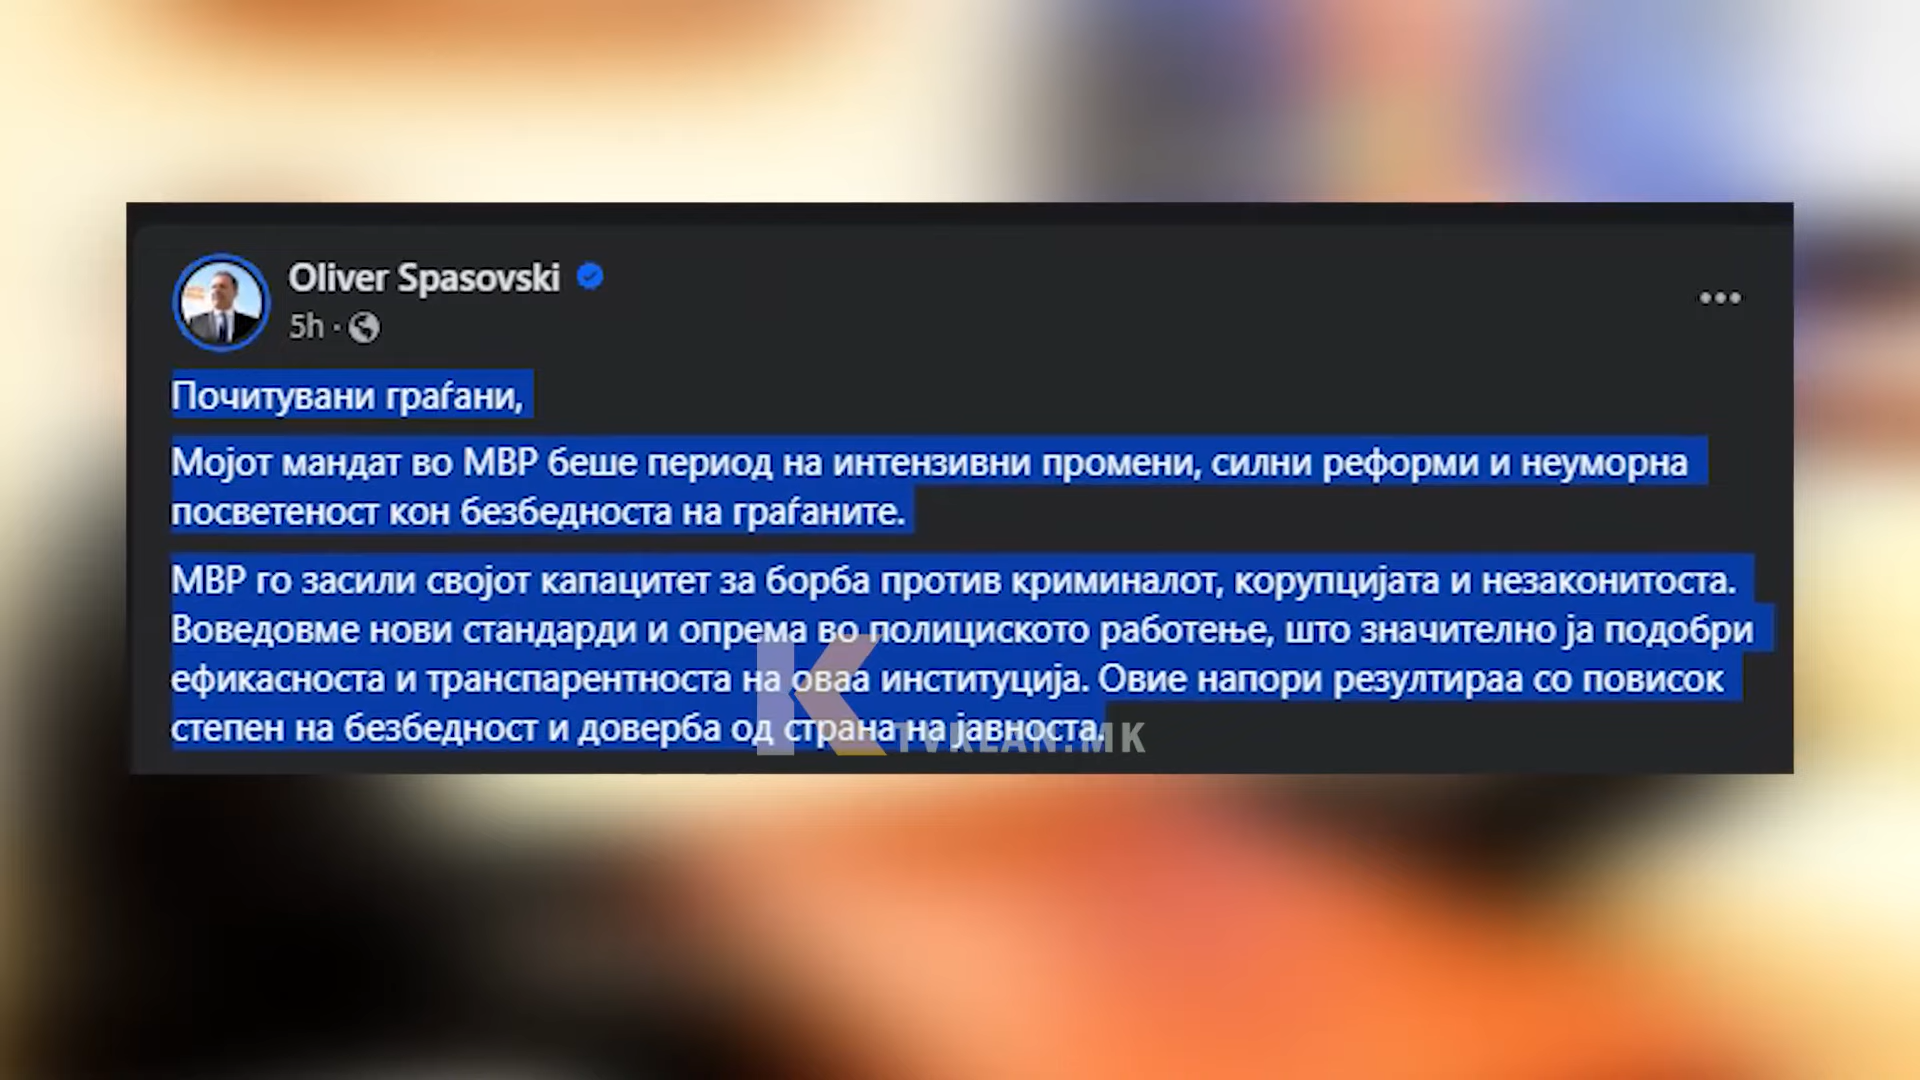 Oliver Spasovski
5h ·
Почитувани граѓани,
Мојот мандат во МВР беше период на интензивни промени, силни реформи и неуморна
посветеност кон безбедноста на граѓаните.
МВР го засили својот капацитет за борба против криминалот, корупцијата и незаконитоста.
Воведовме нови стандарди и опрема во полициското работење, што значително ја подобри
ефикасноста и транспарентноста на оваа институција. Овие напори резултираа со повисок
степен на безбедност и доверба од страна на јавноста.
TVKLAN.MK